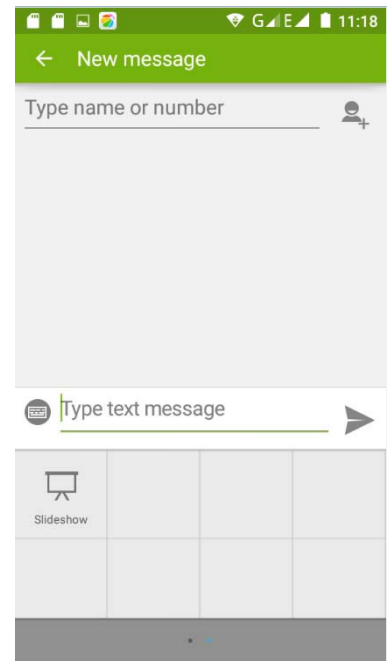 G E 11:18
New message
Type name or number
Type text message
Slideshow